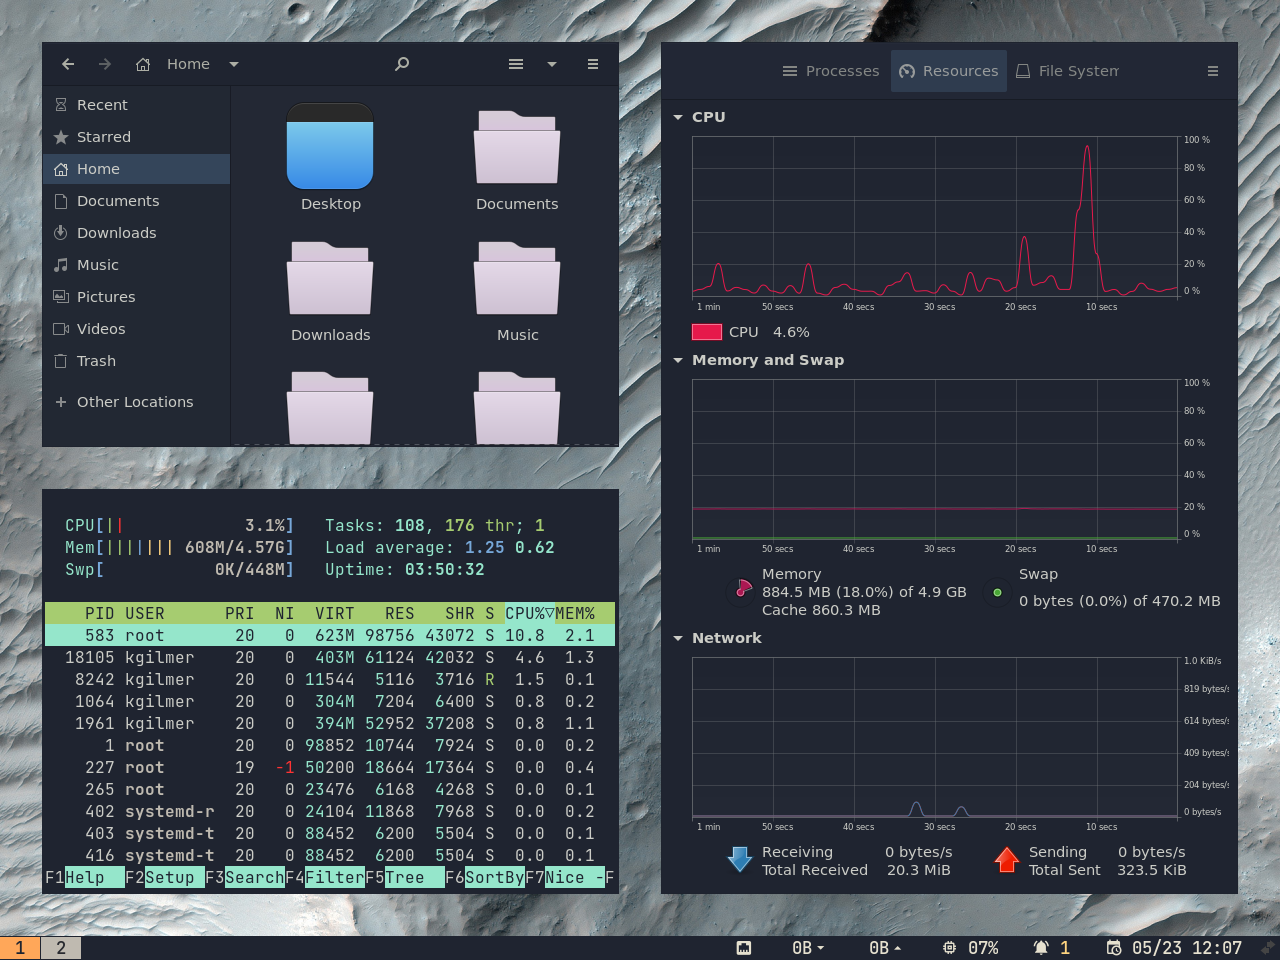 Home
Recent
Starred
Home
Documents
Downloads
Music
Pictures
Videos
Trash
Other Locations
Desktop
Documents
Downloads
Music
CPU[|| 3.1%] Tasks: 108, 176 thr; 1
Mem[||||||| 608M/4.57G] Load average: 1.25 0.62
Swp[ 0K/448M] Uptime: 03:50:32
PID USER PRI NI VIRT RES SHR S CPU%▽MEM%
583 root 20 0 623M 98756 43072 S 10.8 2.1
18105 kgilmer 20 0 403M 61124 42032 S 4.6 1.3
8242 kgilmer 20 0 11544 5116 3716 R 1.5 0.1
1064 kgilmer 20 0 304M 7204 6400 S 0.8 0.2
1961 kgilmer 20 0 394M 52952 37208 S 0.8 1.1
1 root 20 0 98852 10744 7924 S 0.0 0.2
227 root 19 -1 50200 18664 17364 S 0.0 0.4
265 root 20 0 23476 6168 4268 S 0.0 0.1
402 systemd-r 20 0 24104 11868 7968 S 0.0 0.2
403 systemd-t 20 0 88452 6200 5504 S 0.0 0.1
416 systemd-t 20 0 88452 6200 5504 S 0.0 0.1
F1Help F2Setup F3SearchF4FilterF5Tree F6SortByF7Nice -F
Processes Resources File System
CPU
100 %
80 %
60 %
40 %
20 %
0 %
1 min 50 secs 40 secs 30 secs 20 secs 10 secs
CPU 4.6%
Memory and Swap
100 %
80 %
60 %
40 %
20 %
0 %
1 min 50 secs 40 secs 30 secs 20 secs 10 secs
Memory
884.5 MB (18.0%) of 4.9 GB
Cache 860.3 MB
Swap
0 bytes (0.0%) of 470.2 MB
Network
1.0 KiB/s
819 bytes/s
614 bytes/s
409 bytes/s
204 bytes/s
0 bytes/s
1 min 50 secs 40 secs 30 secs 20 secs 10 secs
Receiving 0 bytes/s
Total Received 20.3 MiB
Sending 0 bytes/s
Total Sent 323.5 KiB
1 2 0B 0B 07% 1 05/23 12:07